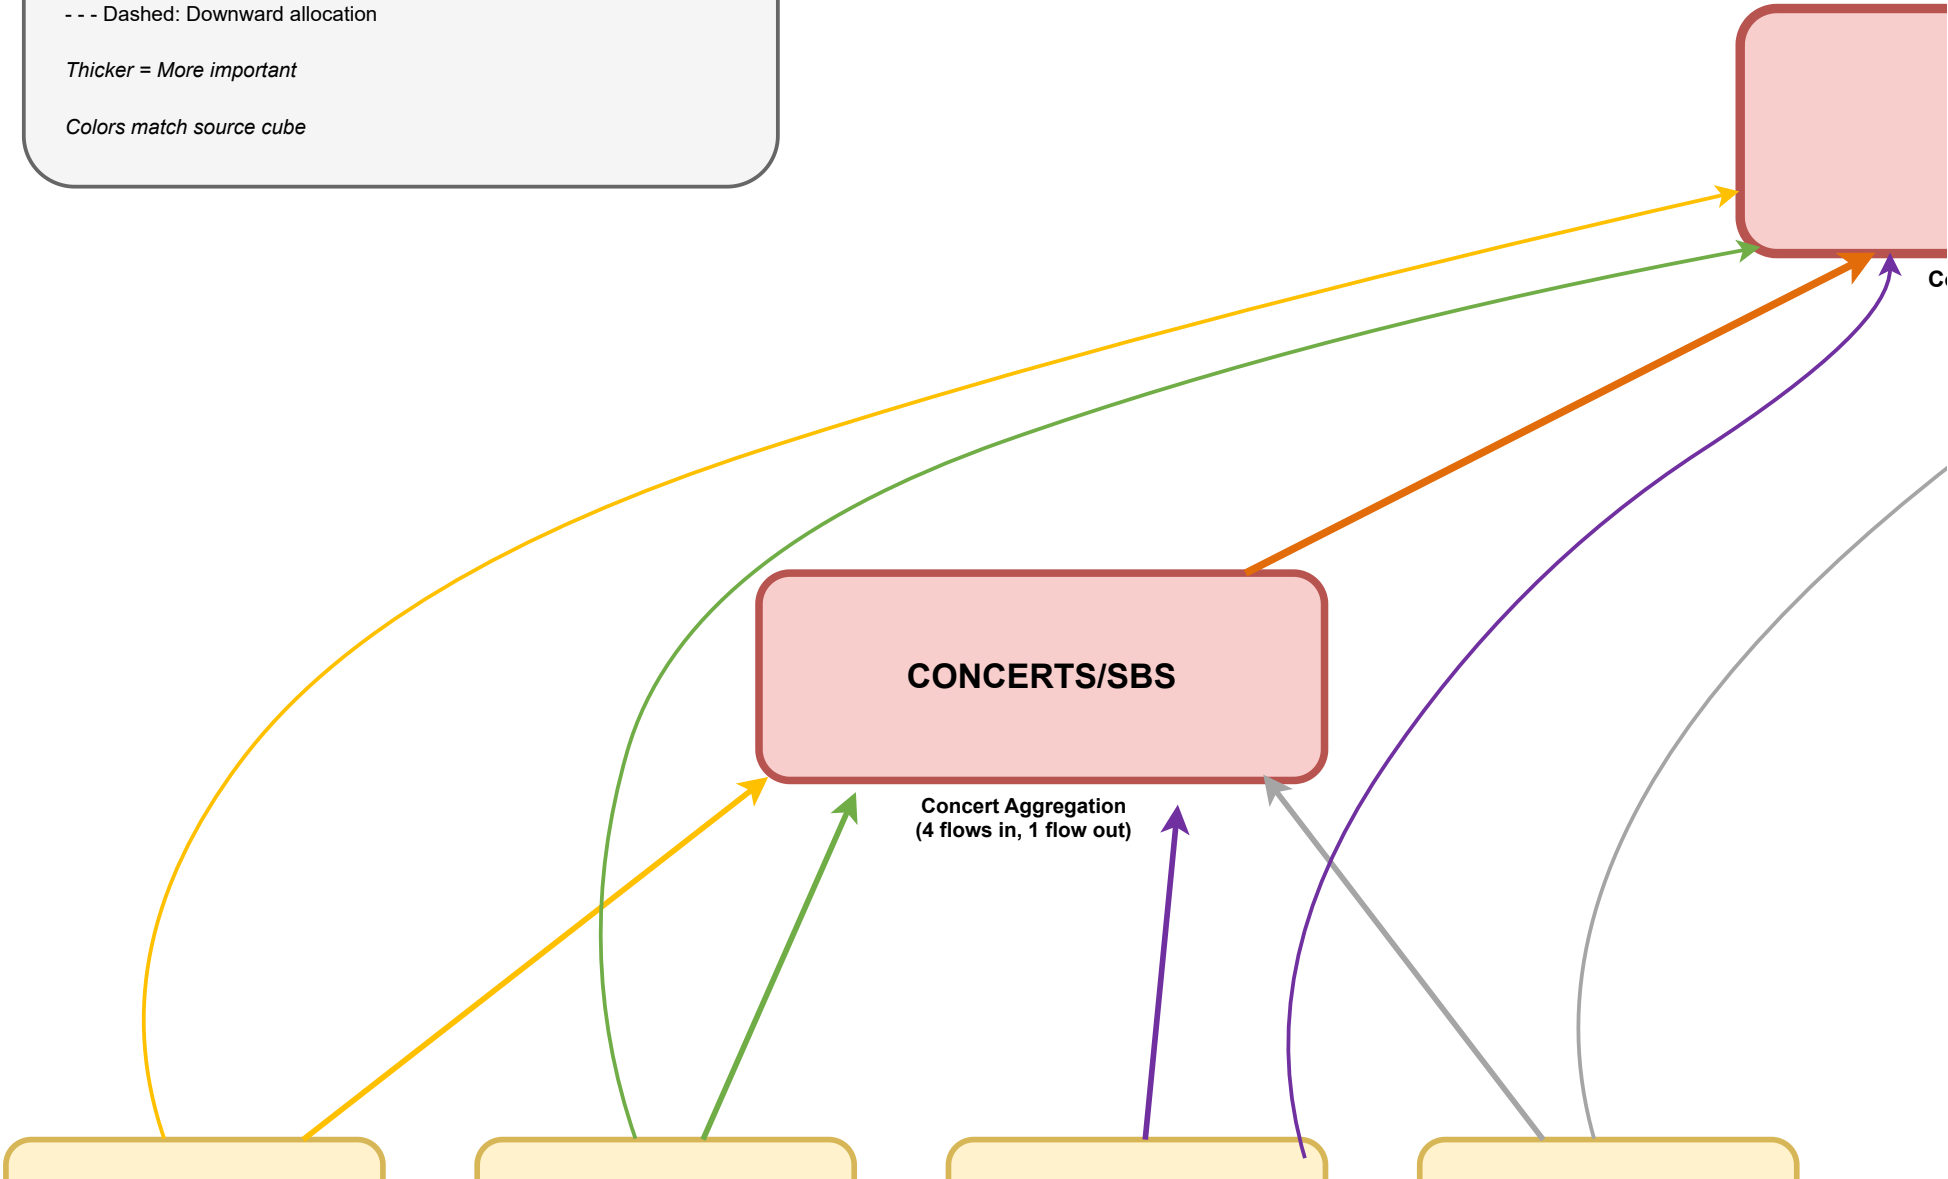 - - - Dashed: Downward allocation
Thicker = More important
Colors match source cube
CONCERTS/SBS
Concert Aggregation
(4 flows in, 1 flow out)